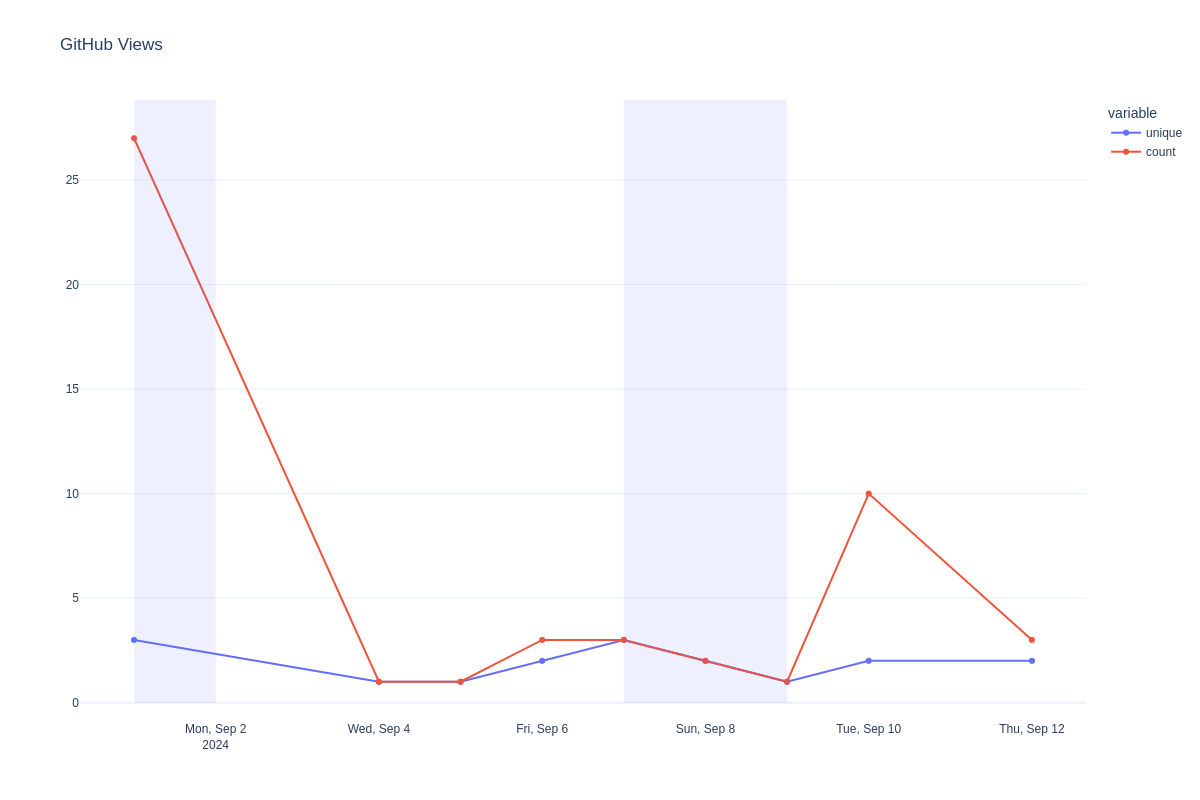 GitHub Views
variable
unique
count
25
20
15
10
5
0
Mon, Sep 2
2024
Wed, Sep 4
Fri, Sep 6
Sun, Sep 8
Tue, Sep 10
Thu, Sep 12